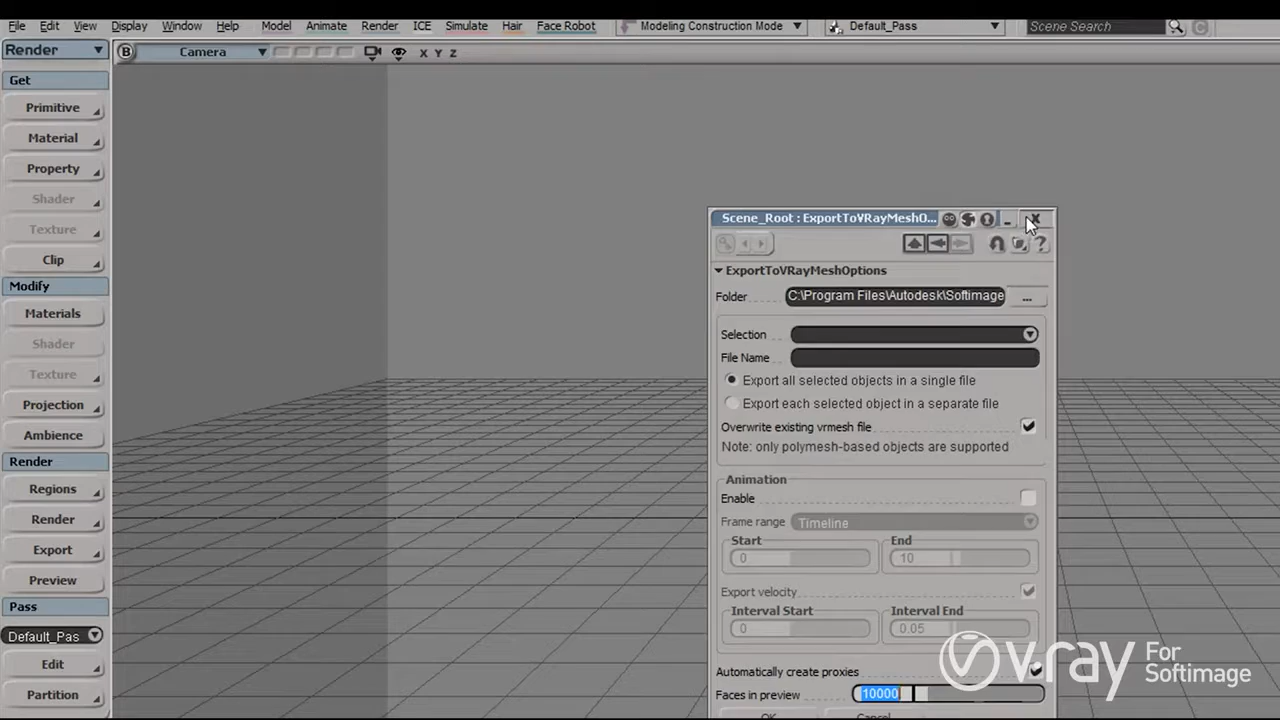 File Edit View Display Window Help Model Animate Render ICE Simulate Hair Face Robot Modeling Construction Mode Default_Pass Scene Search
Render
B Camera X Y Z
Get
Primitive
Material
Property
Shader
Texture
Clip
Modify
Materials
Shader
Texture
Projection
Ambience
Render
Regions
Render
Export
Preview
Pass
Default_Pas
Edit
Partition
Scene_Root : ExportToVRayMeshO...
ExportToVRayMeshOptions
Folder C:\Program Files\Autodesk\Softimage ...
Selection
File Name
Export all selected objects in a single file
Export each selected object in a separate file
Overwrite existing vrmesh file
Note: only polymesh-based objects are supported
Animation
Enable
Frame range Timeline
Start End
0 10
Export velocity
Interval Start Interval End
0 0.05
Automatically create proxies
Faces in preview 10000
OK Cancel
vray For Softimage